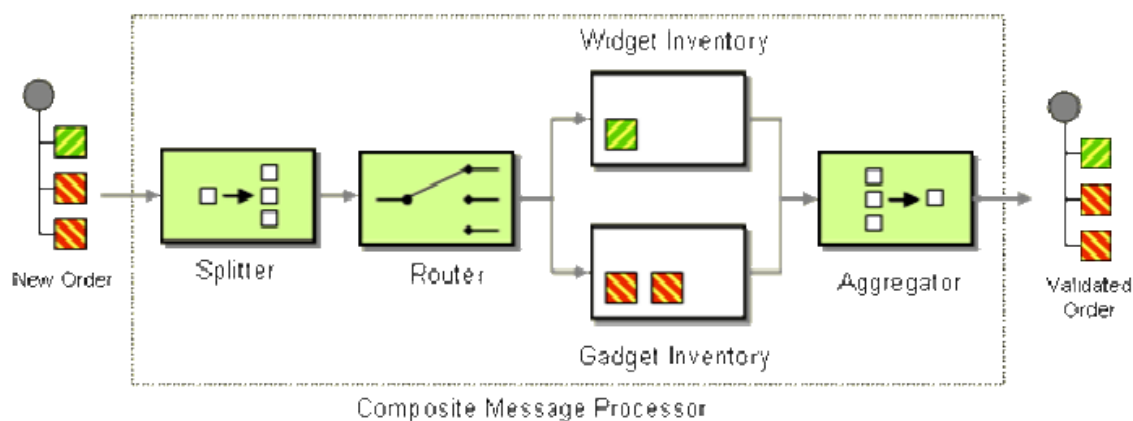 Widget Inventory
New Order
Splitter
Router
Gadget Inventory
Aggregator
Validated
Order
Composite Message Processor